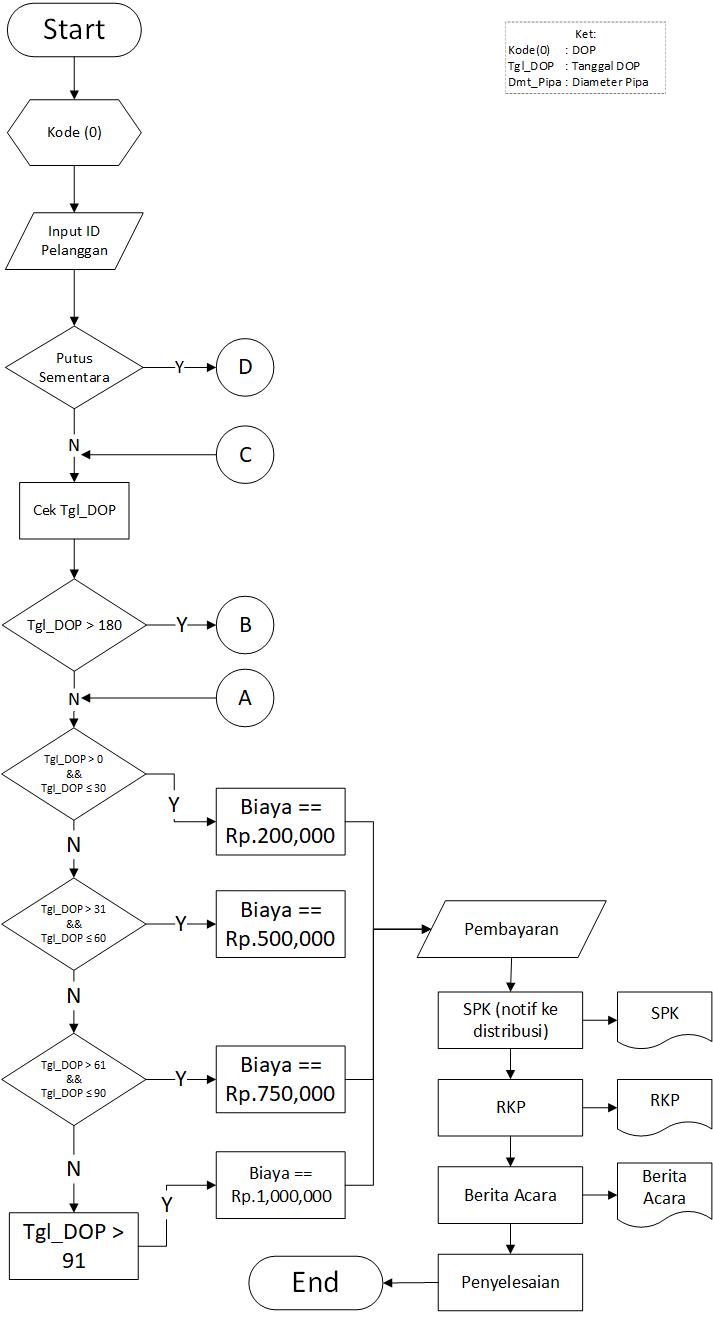 Start
Ket:
Kode(0) : DOP
Tgl_DOP : Tanggal DOP
Dmt_Pipa : Diameter Pipa
Kode (0)
Input ID
Pelanggan
Putus
Sementara
Y
D
N
C
Cek Tgl_DOP
Tgl_DOP > 180
Y
B
N
A
Tgl_DOP > 0
&&
Tgl_DOP ≤ 30
Y
Biaya ==
Rp.200,000
N
Tgl_DOP > 31
&&
Tgl_DOP ≤ 60
Y
Biaya ==
Rp.500,000
Pembayaran
N
SPK (notif ke
distribusi)
SPK
Tgl_DOP > 61
&&
Tgl_DOP ≤ 90
Y
Biaya ==
Rp.750,000
RKP
RKP
N
Biaya ==
Rp.1,000,000
Y
Berita Acara
Berita
Acara
Tgl_DOP >
91
End
Penyelesaian